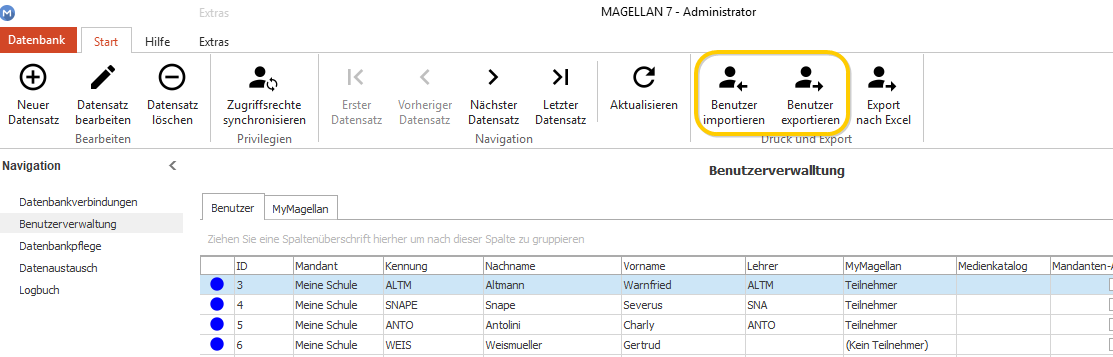 M
Extras
MAGELLAN 7 - Administrator
Datenbank Start Hilfe Extras
Neuer Datensatz Datensatz bearbeiten Datensatz löschen
Bearbeiten
Zugriffsrechte synchronisieren
Privilegien
Erster Datensatz Vorheriger Datensatz Nächster Datensatz Letzter Datensatz
Navigation
Aktualisieren
Benutzer importieren Benutzer exportieren Export nach Excel
Druck und Export
Navigation
Datenbankverbindungen
Benutzerverwaltung
Datenbankpflege
Datenaustausch
Logbuch
Benutzerverwalltung
Benutzer MyMagellan
Ziehen Sie eine Spaltenüberschrift hierher um nach dieser Spalte zu gruppieren
ID Mandant Kennung Nachname Vorname Lehrer MyMagellan Medienkatalog Mandanten-A
3 Meine Schule ALTM Altmann Warnfried ALTM Teilnehmer
4 Meine Schule SNAPE Snape Severus SNA Teilnehmer
5 Meine Schule ANTO Antolini Charly ANTO Teilnehmer
6 Meine Schule WEIS Weismueller Gertrud (Kein Teilnehmer)